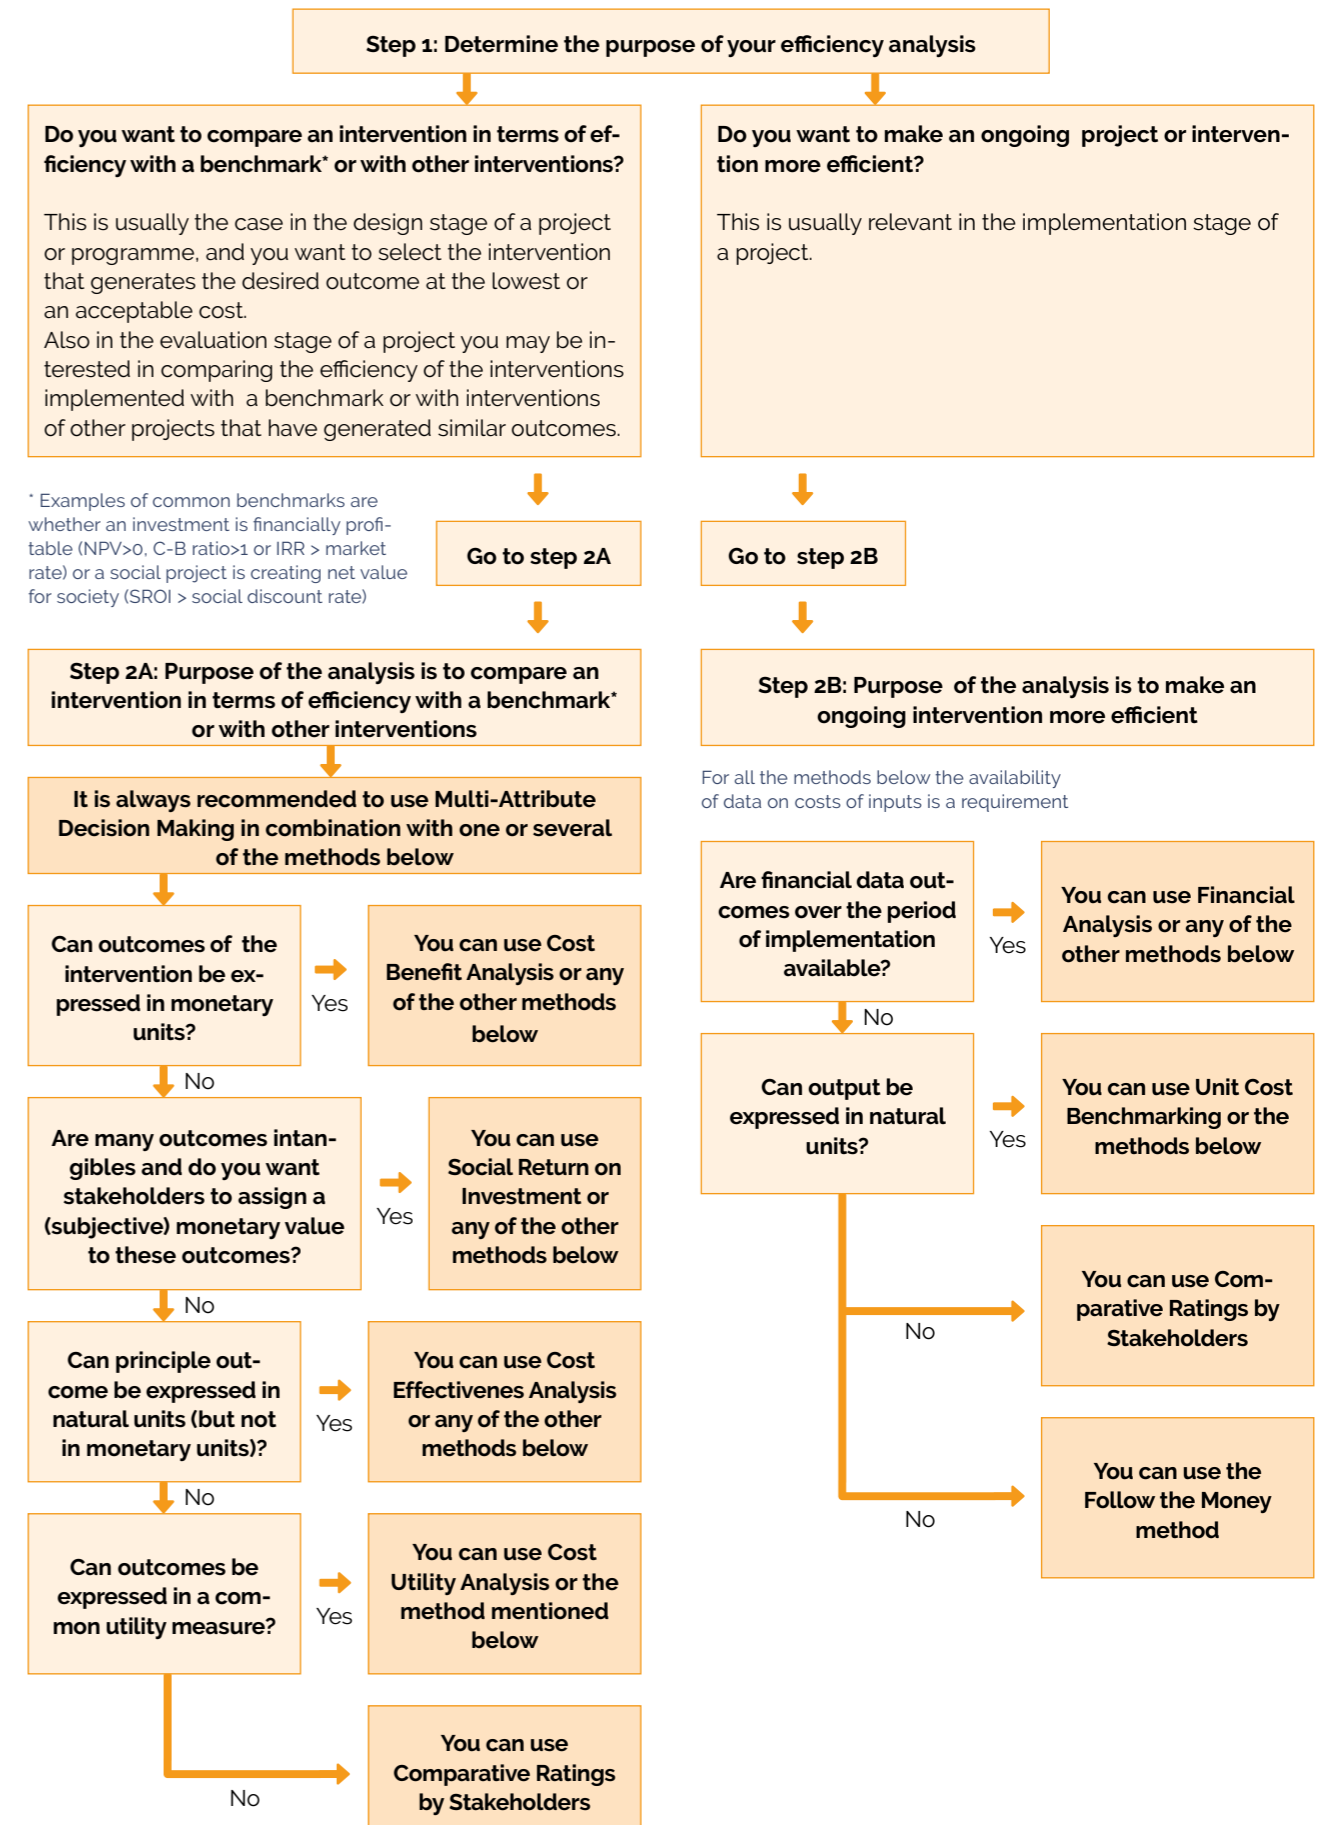 Step 1: Determine the purpose of your efficiency analysis
Do you want to compare an intervention in terms of ef-
ficiency with a benchmark* or with other interventions?
This is usually the case in the design stage of a project
or programme, and you want to select the intervention
that generates the desired outcome at the lowest or
an acceptable cost.
Also in the evaluation stage of a project you may be in-
terested in comparing the efficiency of the interventions
implemented with a benchmark or with interventions
of other projects that have generated similar outcomes.
Do you want to make an ongoing project or interven-
tion more efficient?
This is usually relevant in the implementation stage of
a project.
* Examples of common benchmarks are
whether an investment is financially profi-
table (NPV>0, C-B ratio>1 or IRR > market
rate) or a social project is creating net value
for society (SROI > social discount rate)
Go to step 2A
Go to step 2B
Step 2A: Purpose of the analysis is to compare an
intervention in terms of efficiency with a benchmark*
or with other interventions
It is always recommended to use Multi-Attribute
Decision Making in combination with one or several
of the methods below
Can outcomes of the
intervention be ex-
pressed in monetary
units?
Yes
You can use Cost
Benefit Analysis or any
of the other methods
below
No
Are many outcomes intan-
gibles and do you want
stakeholders to assign a
(subjective) monetary value
to these outcomes?
Yes
You can use
Social Return on
Investment or
any of the other
methods below
No
Can principle out-
come be expressed in
natural units (but not
in monetary units)?
Yes
You can use Cost
Effectivenes Analysis
or any of the other
methods below
No
Can outcomes be
expressed in a com-
mon utility measure?
Yes
You can use Cost
Utility Analysis or the
method mentioned
below
No
You can use
Comparative Ratings
by Stakeholders
Step 2B: Purpose of the analysis is to make an
ongoing intervention more efficient
For all the methods below the availability
of data on costs of inputs is a requirement
Are financial data out-
comes over the period
of implementation
available?
Yes
You can use Financial
Analysis or any of the
other methods below
No
Can output be
expressed in natural
units?
Yes
You can use Unit Cost
Benchmarking or the
methods below
No
You can use Com-
parative Ratings by
Stakeholders
No
You can use the
Follow the Money
method